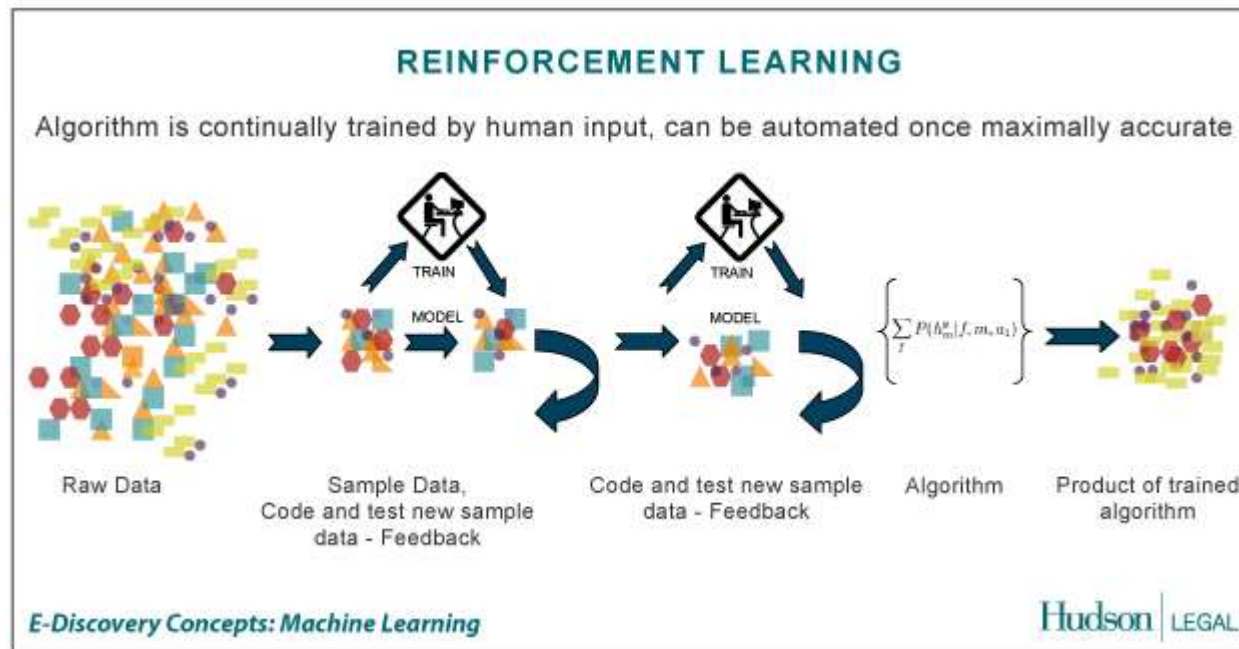 REINFORCEMENT LEARNING
Algorithm is continually trained by human input, can be automated once maximally accurate
TRAIN
MODEL
TRAIN
MODEL
Raw Data
Sample Data,
Code and test new sample
data - Feedback
Code and test new sample
data - Feedback
Algorithm
Product of trained
algorithm
E-Discovery Concepts: Machine Learning
Hudson LEGAL